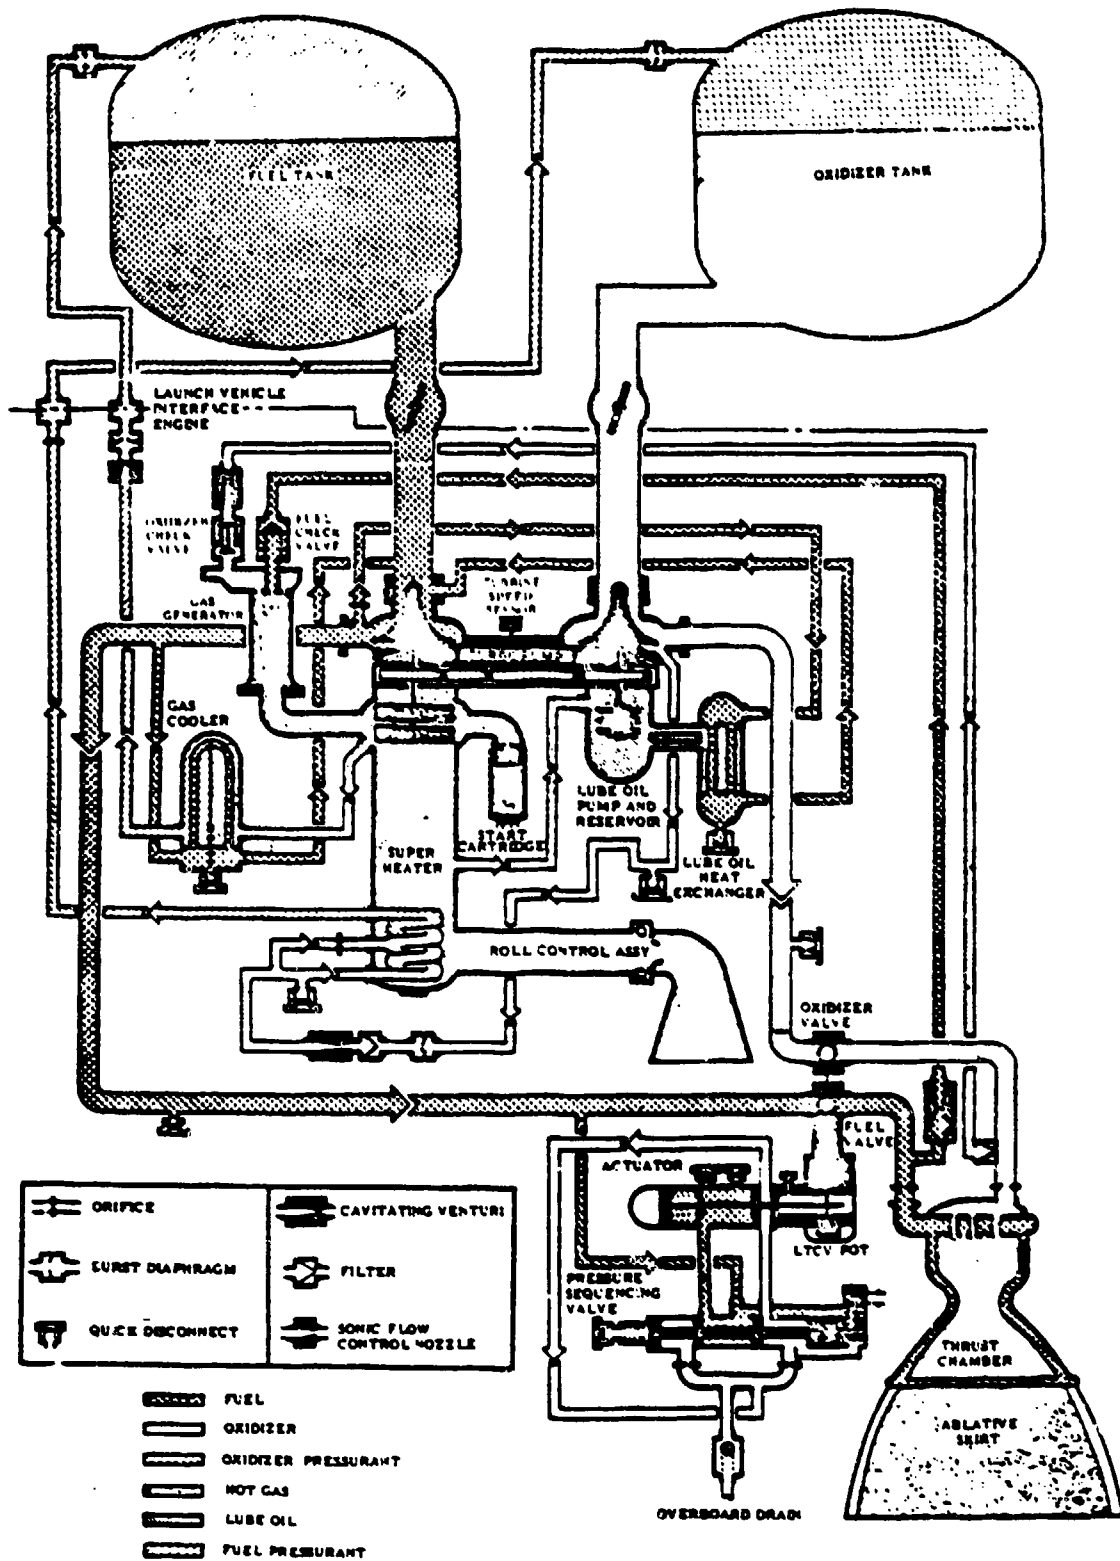 FUEL TANK
OXIDIZER TANK
LAUNCH VEHICLE
INTERFACE
ENGINE
OXIDIZER
CHECK
VALVE
FUEL
CHECK
VALVE
GAS
GENERATOR
TURBINE
SPEED
SENSOR
GAS
COOLER
START
CARTRIDGE
LUBE OIL
PUMP AND
RESERVOIR
SUPER
HEATER
LUBE OIL
HEAT
EXCHANGER
ROLL CONTROL ASSY
OXIDIZER
VALVE
FUEL
VALVE
ACTUATOR
LTCV POT
PRESSURE
SEQUENCING
VALVE
THRUST
CHAMBER
ABLATIVE
SKIRT
OVERBOARD DRAIN
ORIFICE
BURST DIAPHRAGM
QUICK DISCONNECT
CAVITATING VENTURI
FILTER
SONIC FLOW
CONTROL NOZZLE
FUEL
OXIDIZER
OXIDIZER PRESSURANT
HOT GAS
LUBE OIL
FUEL PRESSURANT